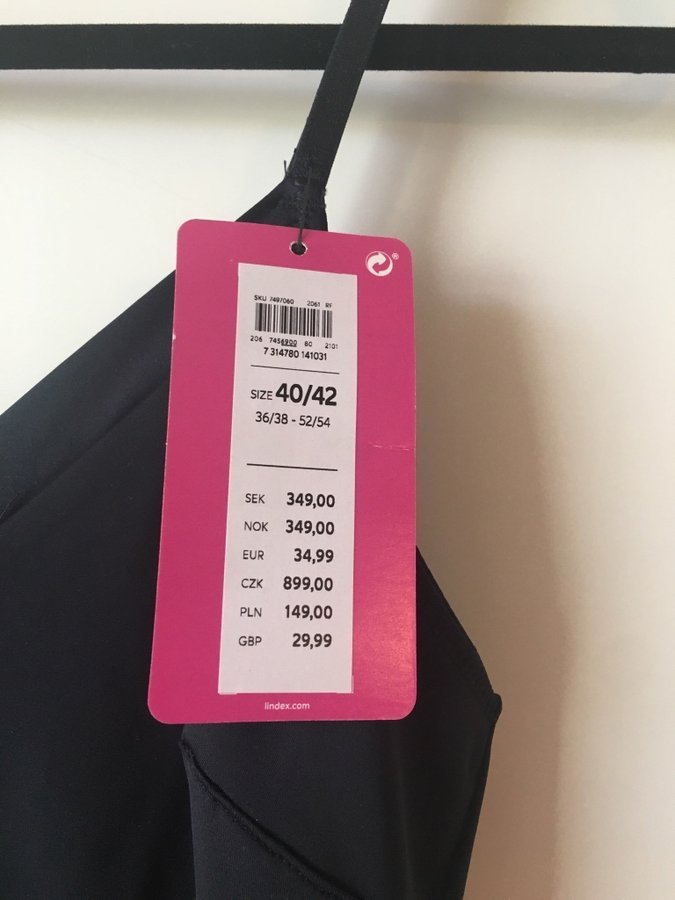 ®
SKU 7497060 2061 RF
206 7456900 80 2101
7 314780 141031
SIZE 40/42
36/38 - 52/54
SEK 349,00
NOK 349,00
EUR 34,99
CZK 899,00
PLN 149,00
GBP 29,99
lindex.com